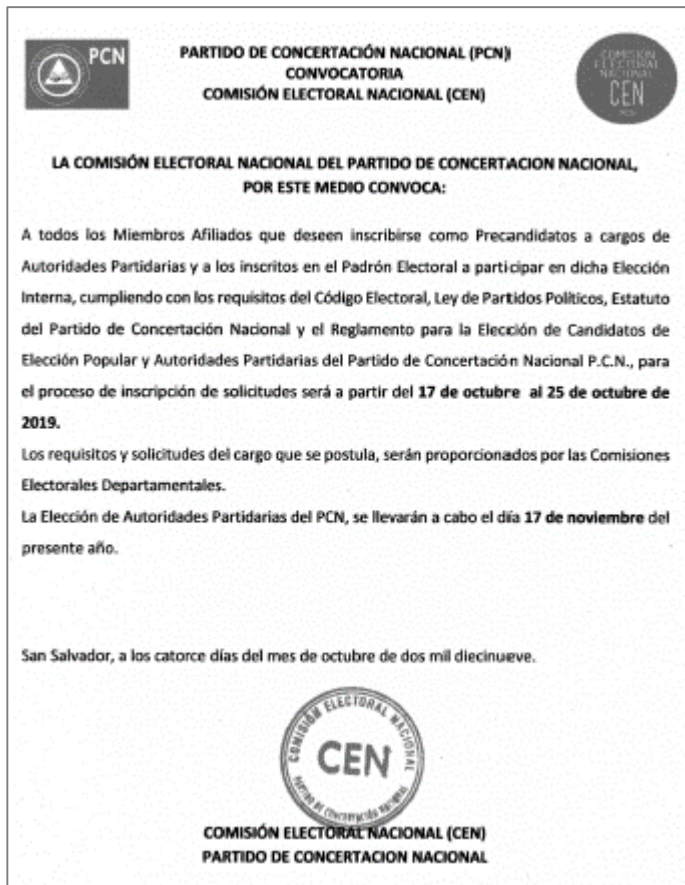 PCN
PARTIDO DE CONCERTACIÓN NACIONAL (PCN)
CONVOCATORIA
COMISIÓN ELECTORAL NACIONAL (CEN)
COMISIÓN
ELECTORAL
NACIONAL
CEN
LA COMISIÓN ELECTORAL NACIONAL DEL PARTIDO DE CONCERTACION NACIONAL,
POR ESTE MEDIO CONVOCA:
A todos los Miembros Afiliados que deseen inscribirse como Precandidatos a cargos de
Autoridades Partidarias y a los inscritos en el Padrón Electoral a participar en dicha Elección
Interna, cumpliendo con los requisitos del Código Electoral, Ley de Partidos Políticos, Estatuto
del Partido de Concertación Nacional y el Reglamento para la Elección de Candidatos de
Elección Popular y Autoridades Partidarias del Partido de Concertación Nacional P.C.N., para
el proceso de inscripción de solicitudes será a partir del 17 de octubre al 25 de octubre de
2019.
Los requisitos y solicitudes del cargo que se postula, serán proporcionados por las Comisiones
Electorales Departamentales.
La Elección de Autoridades Partidarias del PCN, se llevarán a cabo el día 17 de noviembre del
presente año.
San Salvador, a los catorce días del mes de octubre de dos mil diecinueve.
COMISIÓN ELECTORAL NACIONAL
CEN
PARTIDO DE CONCERTACIÓN NACIONAL
COMISIÓN ELECTORAL NACIONAL (CEN)
PARTIDO DE CONCERTACION NACIONAL